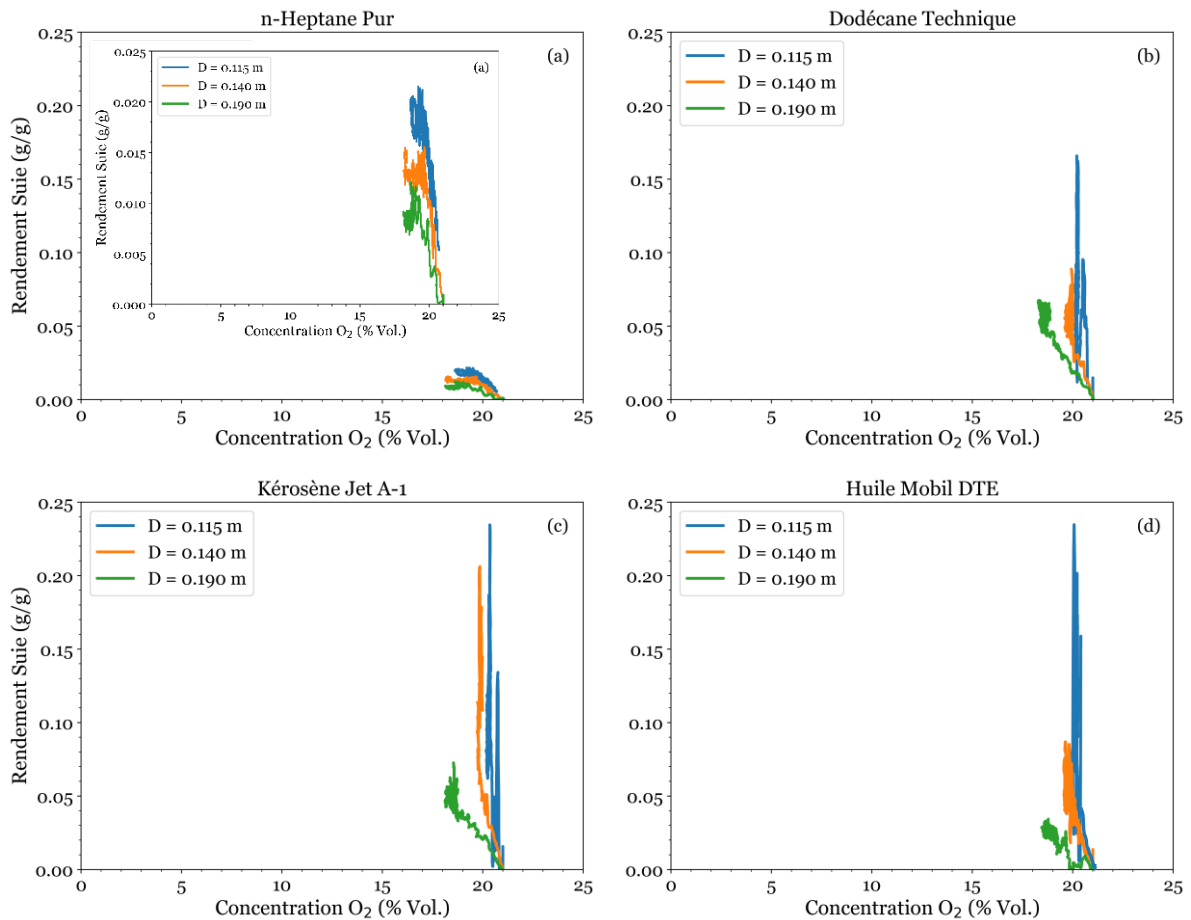 n-Heptane Pur
0.25
0.20
0.15
0.10
0.05
0.00
Rendement Suie (g/g)
(a)
0.025
0.020
0.015
0.010
0.005
0.000
Rendement Suie (g/g)
D = 0.115 m
D = 0.140 m
D = 0.190 m
(a)
0 5 10 15 20 25
Concentration O₂ (% Vol.)
0 5 10 15 20 25
Concentration O₂ (% Vol.)
Dodécane Technique
0.25
0.20
0.15
0.10
0.05
0.00
Rendement Suie (g/g)
D = 0.115 m
D = 0.140 m
D = 0.190 m
(b)
0 5 10 15 20 25
Concentration O₂ (% Vol.)
Kérosène Jet A-1
0.25
0.20
0.15
0.10
0.05
0.00
Rendement Suie (g/g)
D = 0.115 m
D = 0.140 m
D = 0.190 m
(c)
0 5 10 15 20 25
Concentration O₂ (% Vol.)
Huile Mobil DTE
0.25
0.20
0.15
0.10
0.05
0.00
Rendement Suie (g/g)
D = 0.115 m
D = 0.140 m
D = 0.190 m
(d)
0 5 10 15 20 25
Concentration O₂ (% Vol.)